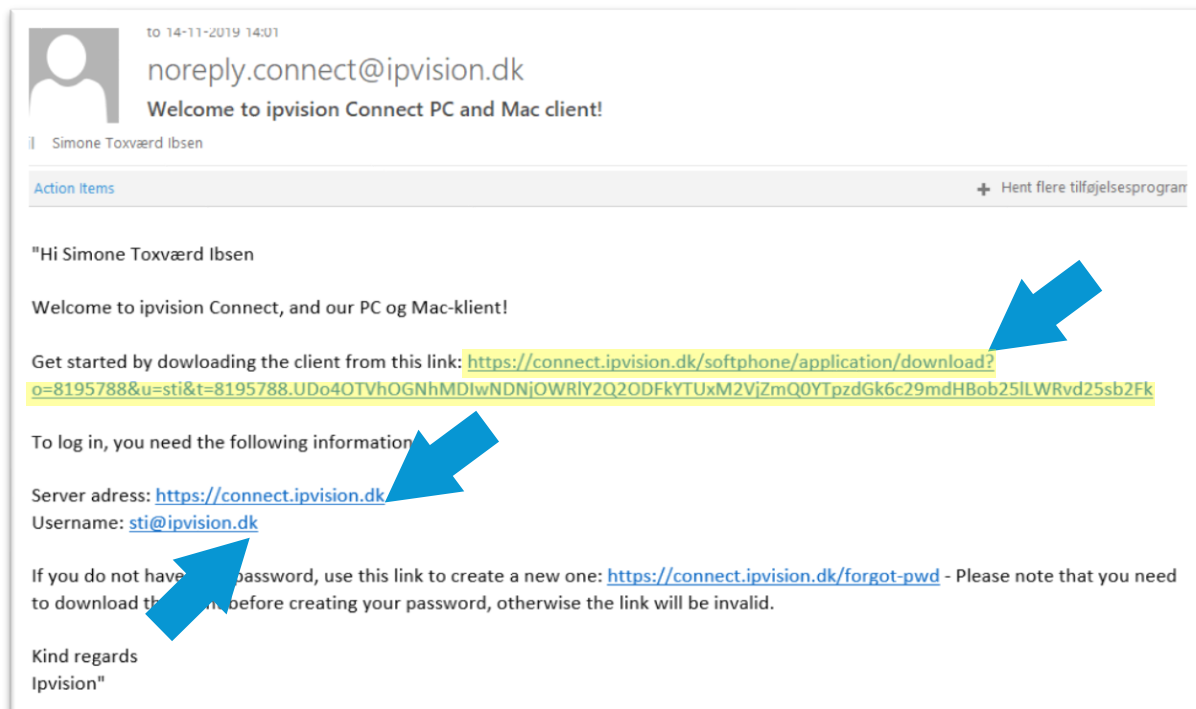 to 14-11-2019 14:01
noreply.connect@ipvision.dk
Welcome to ipvision Connect PC and Mac client!
Simone Toxværd Ibsen
Action Items
+ Hent flere tilføjelsesprogram
"Hi Simone Toxværd Ibsen
Welcome to ipvision Connect, and our PC og Mac-klient!
Get started by dowloading the client from this link: https://connect.ipvision.dk/softphone/application/download?
o=8195788&u=sti&t=8195788.UDo4OTVhOGNhMDIwNDNjOWRlY2Q2ODFkYTUxM2VjZmQ0YTpzdGk6c29mdHBob25lLWRvd25sb2Fk
To log in, you need the following information
Server adress: https://connect.ipvision.dk
Username: sti@ipvision.dk
If you do not have password, use this link to create a new one: https://connect.ipvision.dk/forgot-pwd - Please note that you need
to download before creating your password, otherwise the link will be invalid.
Kind regards
Ipvision"